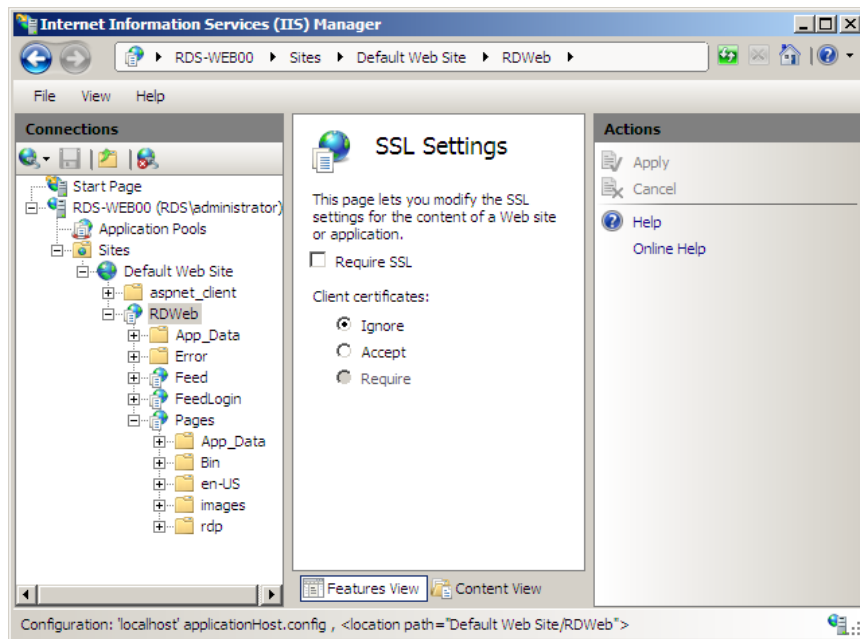 Internet Information Services (IIS) Manager
RDS-WEB00 Sites Default Web Site RDWeb
File View Help
Connections
Start Page
RDS-WEB00 (RDS\administrator)
Application Pools
Sites
Default Web Site
aspnet_client
RDWeb
App_Data
Error
Feed
FeedLogin
Pages
App_Data
Bin
en-US
images
rdp
SSL Settings
This page lets you modify the SSL
settings for the content of a Web site
or application.
Require SSL
Client certificates:
Ignore
Accept
Require
Features View Content View
Actions
Apply
Cancel
Help
Online Help
Configuration: 'localhost' applicationHost.config , <location path="Default Web Site/RDWeb">